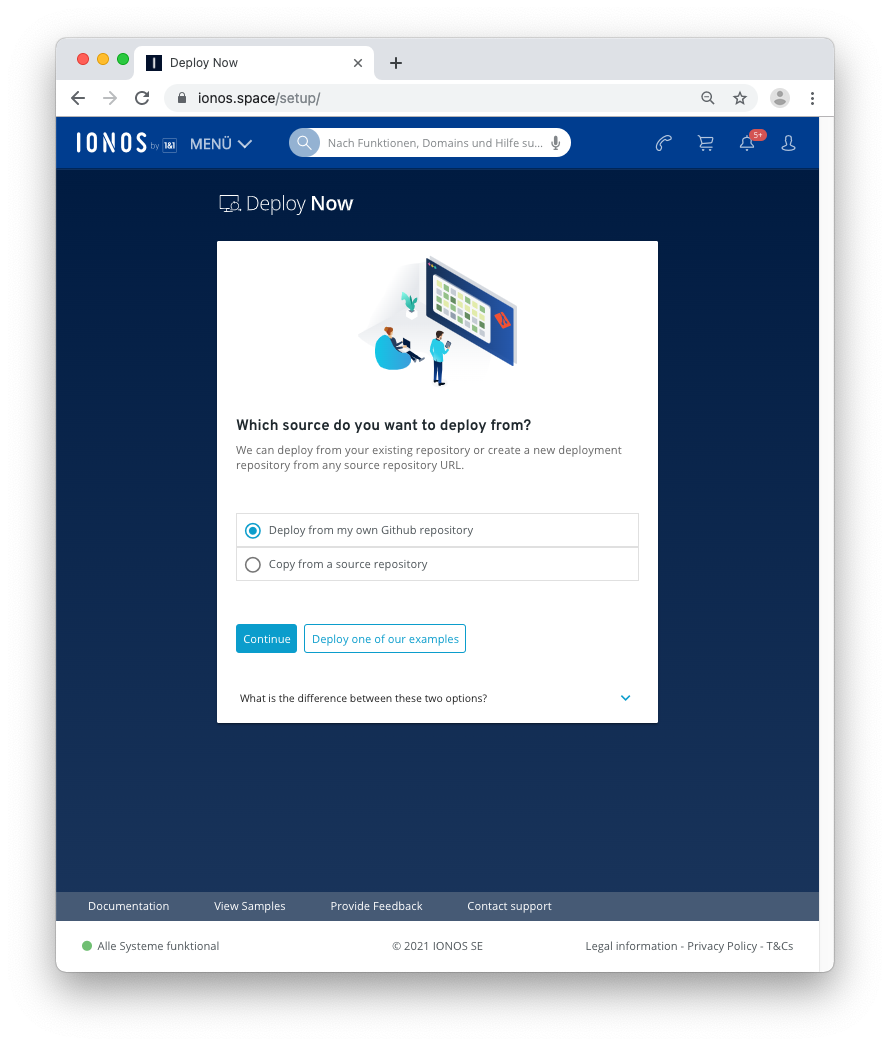 Deploy Now
ionos.space/setup/
IONOS by 1&1 MENÜ Nach Funktionen, Domains und Hilfe su... 5+
Deploy Now
Which source do you want to deploy from?
We can deploy from your existing repository or create a new deployment
repository from any source repository URL.
Deploy from my own Github repository
Copy from a source repository
Continue Deploy one of our examples
What is the difference between these two options?
Documentation View Samples Provide Feedback Contact support
Alle Systeme funktional © 2021 IONOS SE Legal information - Privacy Policy - T&Cs